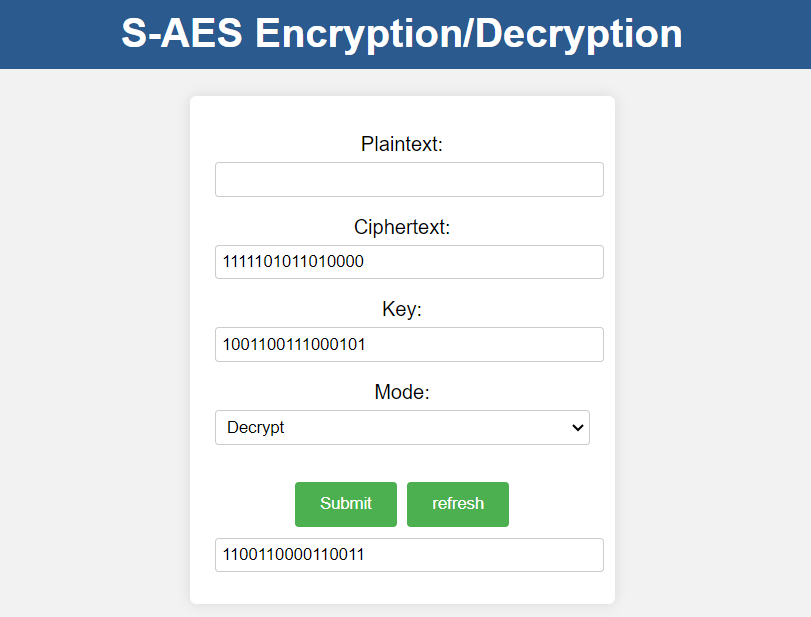 S-AES Encryption/Decryption
Plaintext:
Ciphertext:
1111101011010000
Key:
1001100111000101
Mode:
Decrypt
Submit refresh
1100110000110011